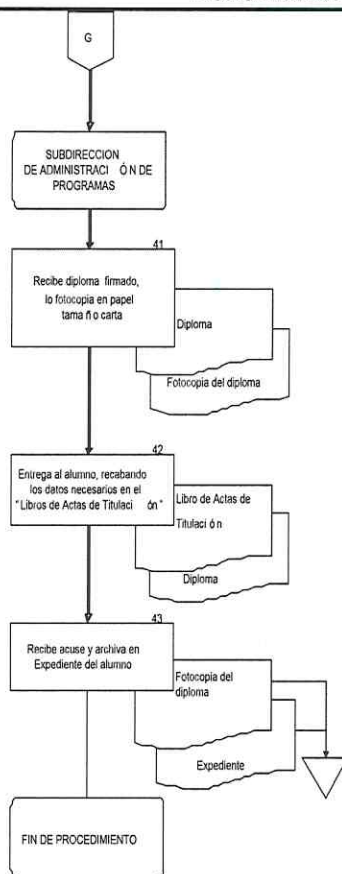 G
SUBDIRECCION
DE ADMINISTRACI ÓN DE
PROGRAMAS
41
Recibe diploma firmado,
lo fotocopia en papel
tama ñ o carta
Diploma
Fotocopia del diploma
42
Entrega al alumno, recabando
los datos necesarios en el
"Libros de Actas de Titulaci ón"
Libro de Actas de
Titulaci ó n
Diploma
43
Recibe acuse y archiva en
Expediente del alumno
Fotocopia del
diploma
Expediente
FIN DE PROCEDIMIENTO